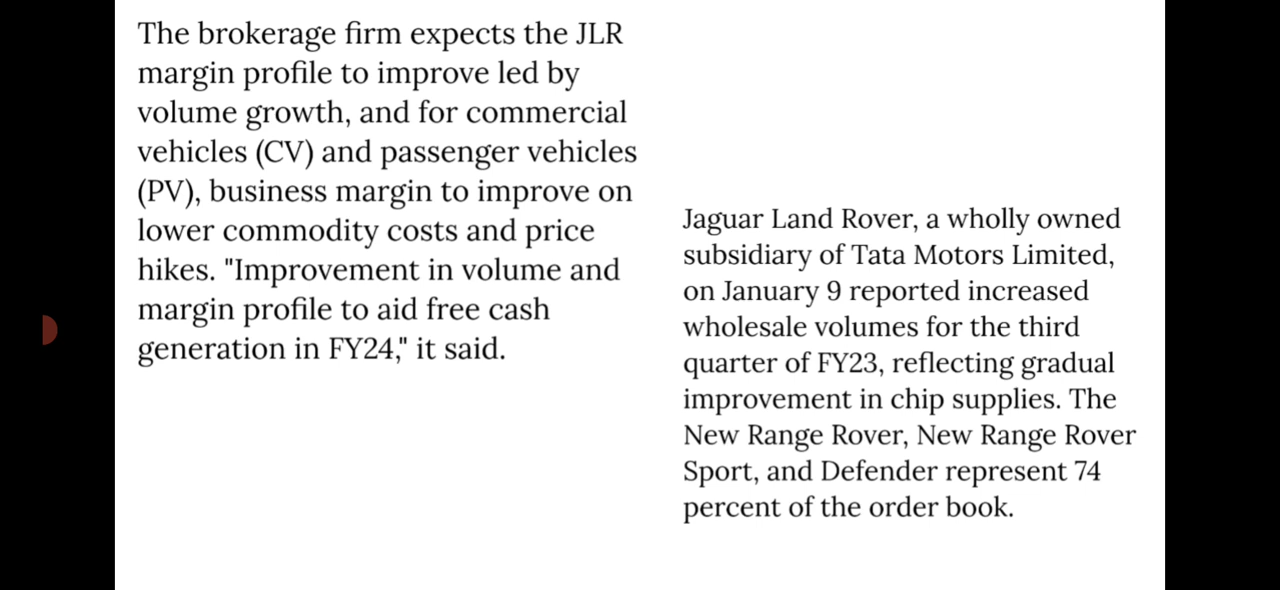 The brokerage firm expects the JLR
margin profile to improve led by
volume growth, and for commercial
vehicles (CV) and passenger vehicles
(PV), business margin to improve on
lower commodity costs and price
hikes. "Improvement in volume and
margin profile to aid free cash
generation in FY24," it said.
Jaguar Land Rover, a wholly owned
subsidiary of Tata Motors Limited,
on January 9 reported increased
wholesale volumes for the third
quarter of FY23, reflecting gradual
improvement in chip supplies. The
New Range Rover, New Range Rover
Sport, and Defender represent 74
percent of the order book.